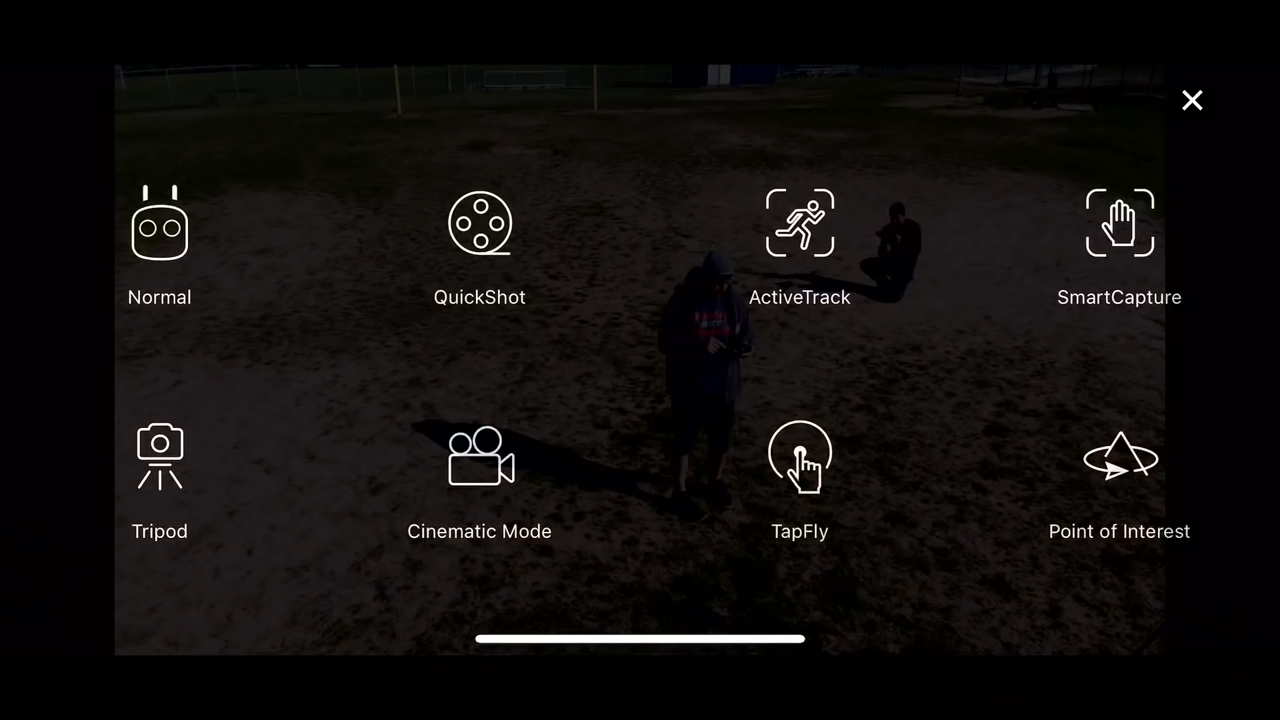 Normal
QuickShot
ActiveTrack
SmartCapture
Tripod
Cinematic Mode
TapFly
Point of Interest